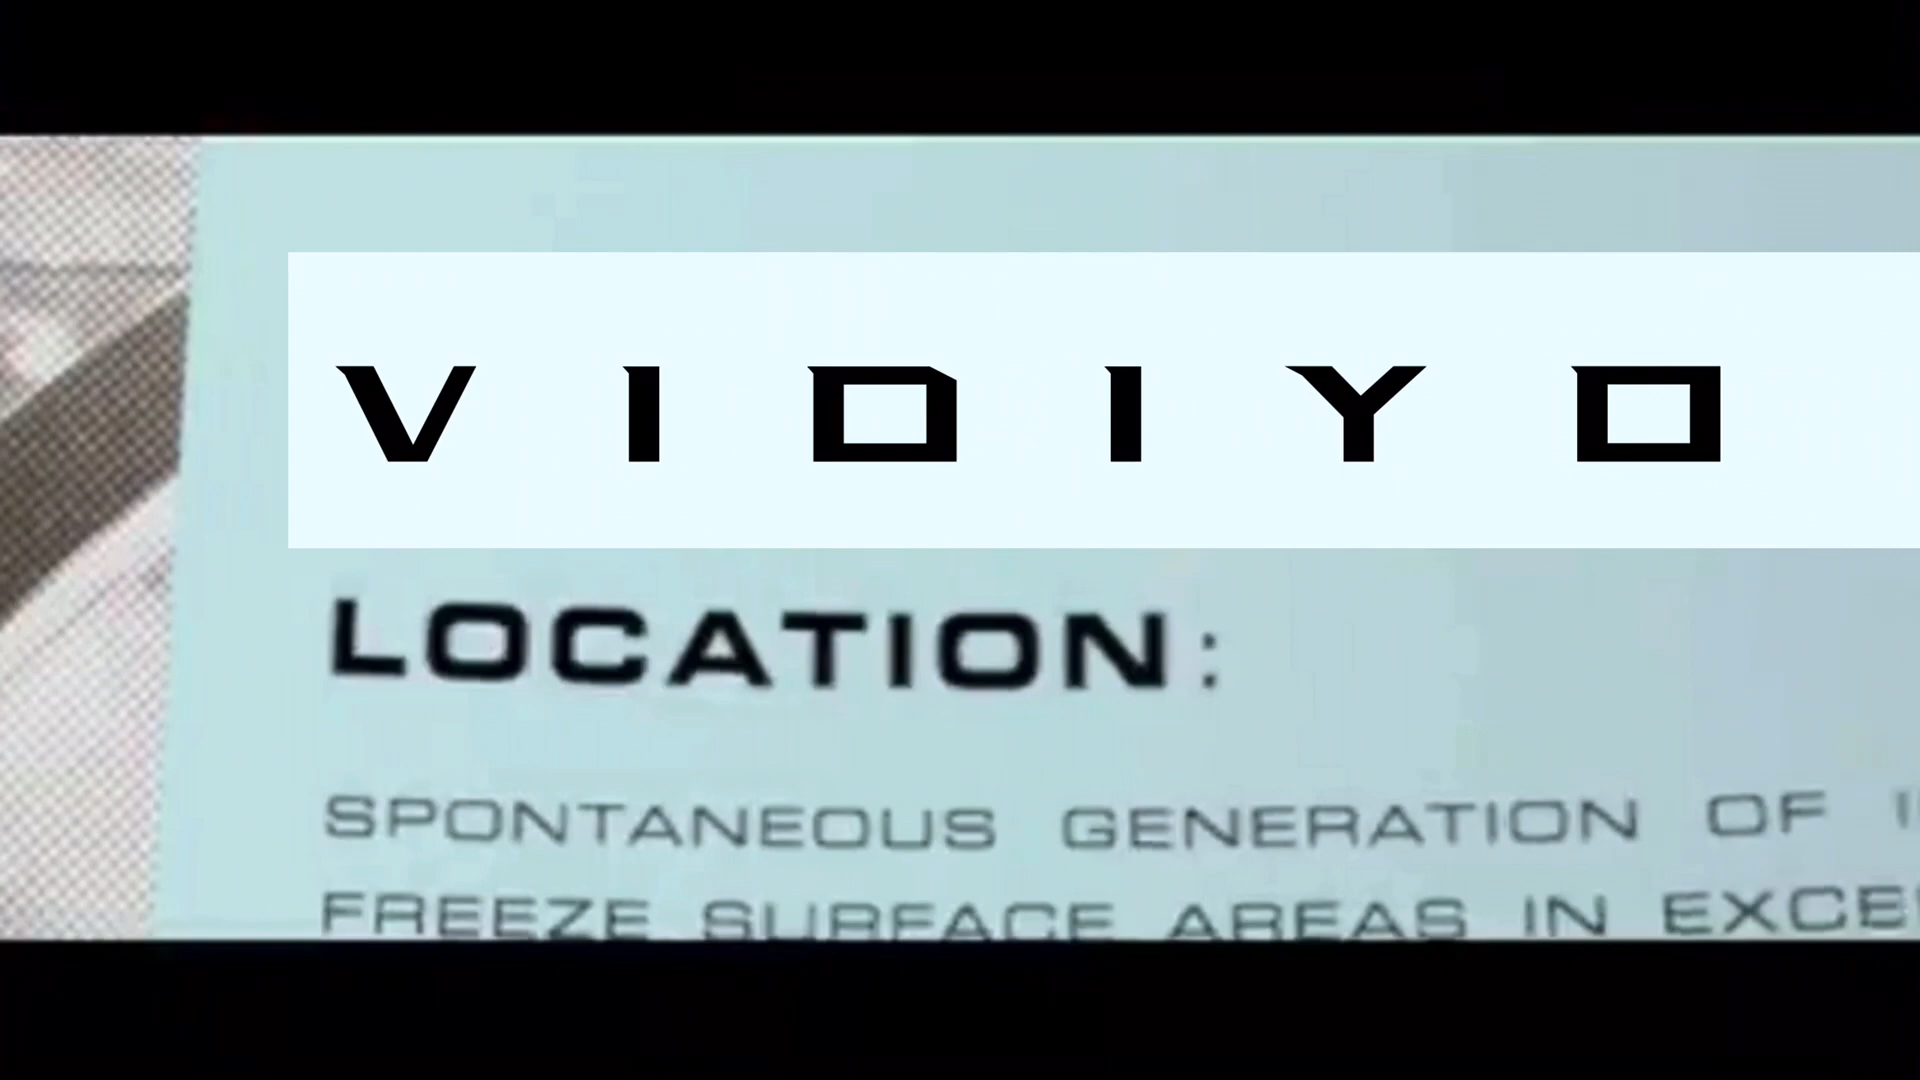 VIDIYO
LOCATION:
SPONTANEOUS GENERATION OF
FREEZE SURFACE AREAS IN